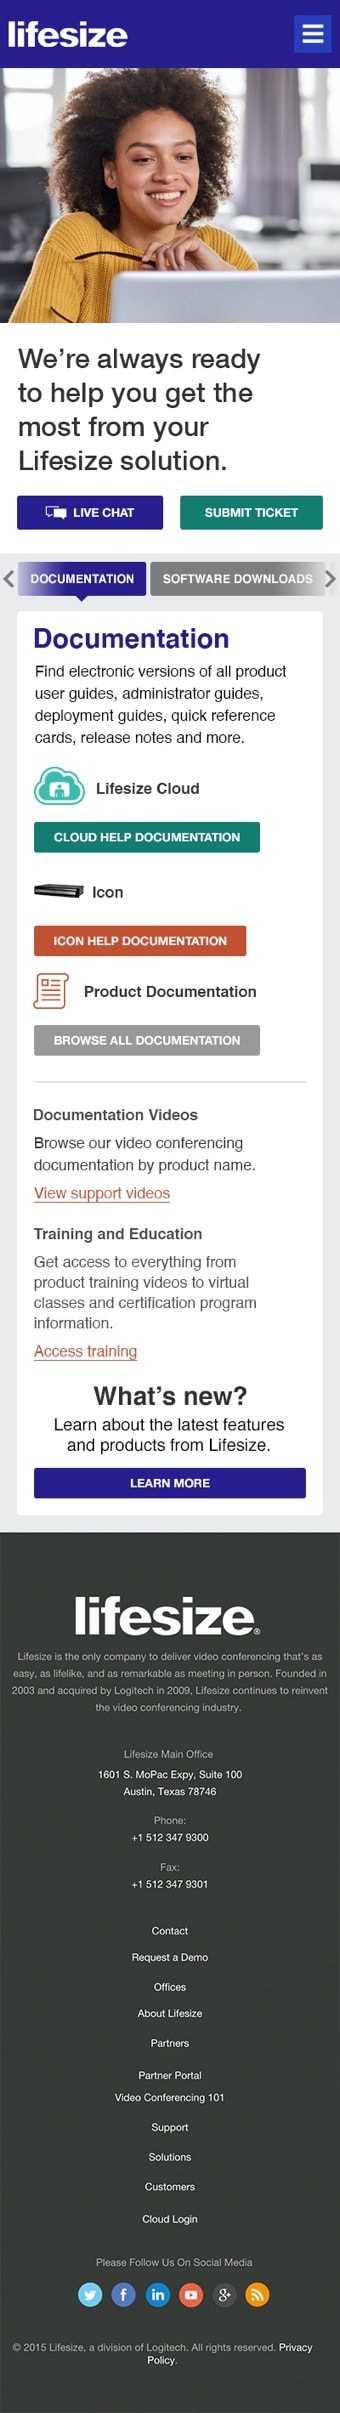 lifesize
We're always ready
to help you get the
most from your
Lifesize solution.
LIVE CHAT
SUBMIT TICKET
DOCUMENTATION
SOFTWARE DOWNLOADS
Documentation
Find electronic versions of all product
user guides, administrator guides,
deployment guides, quick reference
cards, release notes and more.
Lifesize Cloud
CLOUD HELP DOCUMENTATION
Icon
ICON HELP DOCUMENTATION
Product Documentation
BROWSE ALL DOCUMENTATION
Documentation Videos
Browse our video conferencing
documentation by product name.
View support videos
Training and Education
Get access to everything from
product training videos to virtual
classes and certification program
information.
Access training
What's new?
Learn about the latest features
and products from Lifesize.
LEARN MORE
lifesize®
Lifesize is the only company to deliver video conferencing that's as
easy, as lifelike, and as remarkable as meeting in person. Founded in
2003 and acquired by Logitech in 2009, Lifesize continues to reinvent
the video conferencing industry.
Lifesize Main Office
1601 S. MoPac Expy, Suite 100
Austin, Texas 78746
Phone:
+1 512 347 9300
Fax:
+1 512 347 9301
Contact
Request a Demo
Offices
About Lifesize
Partners
Partner Portal
Video Conferencing 101
Support
Solutions
Customers
Cloud Login
Please Follow Us On Social Media
© 2015 Lifesize, a division of Logitech. All rights reserved. Privacy
Policy.